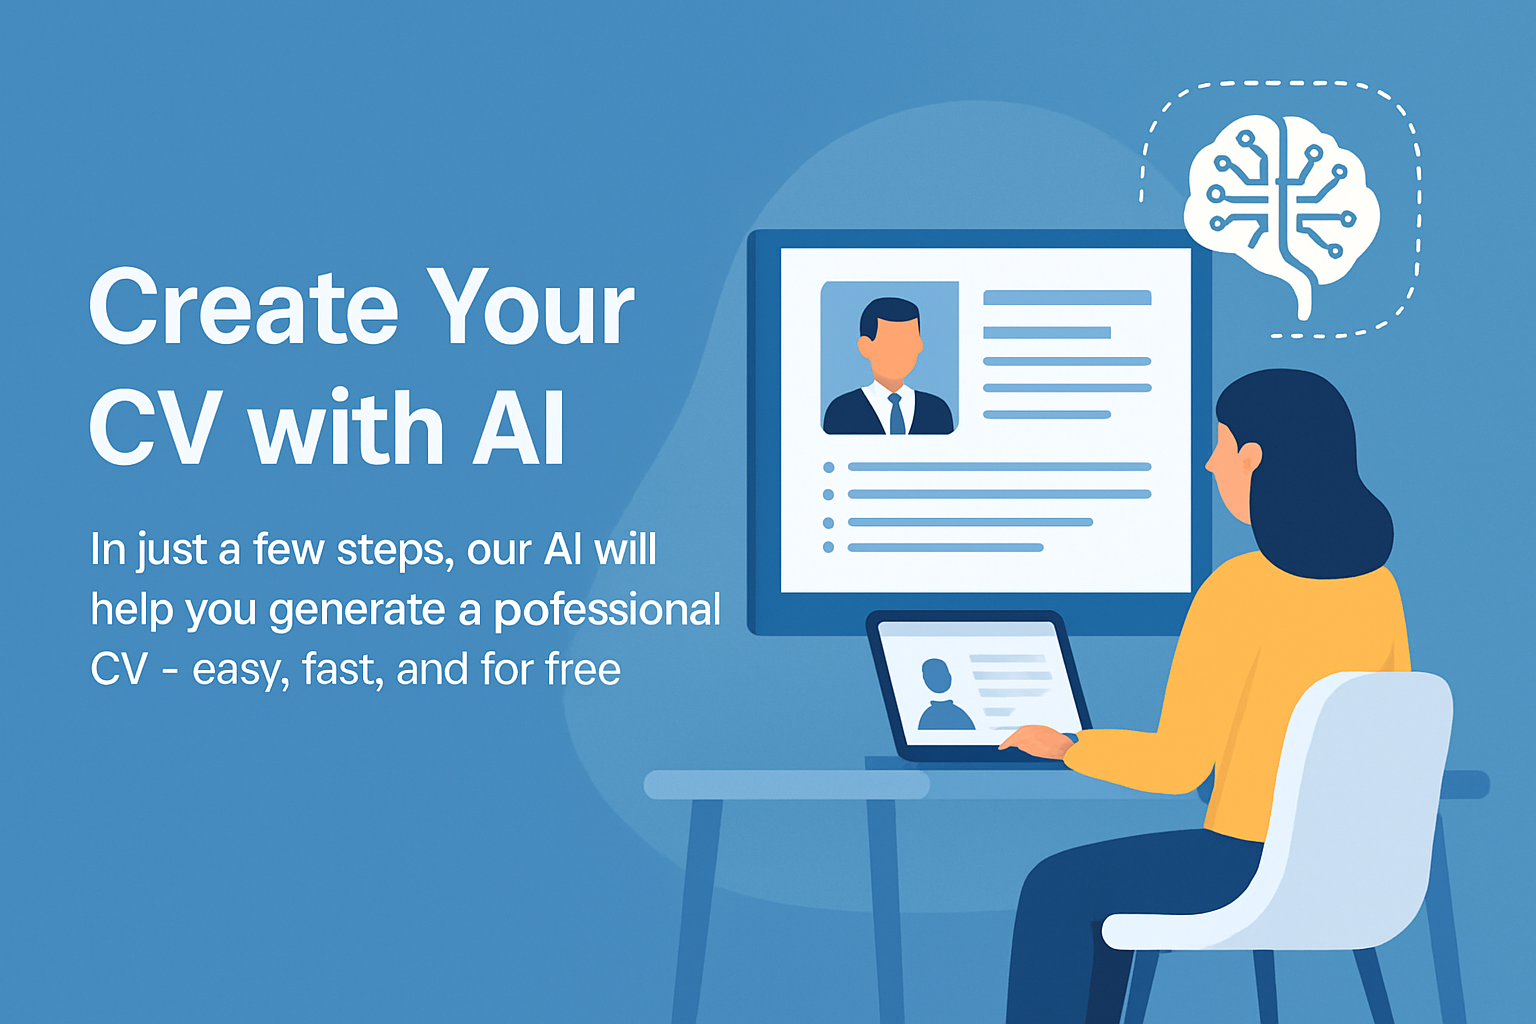 Create Your
CV with AI
In just a few steps, our AI will
help you generate a pofessional
CV - easy, fast, and for free